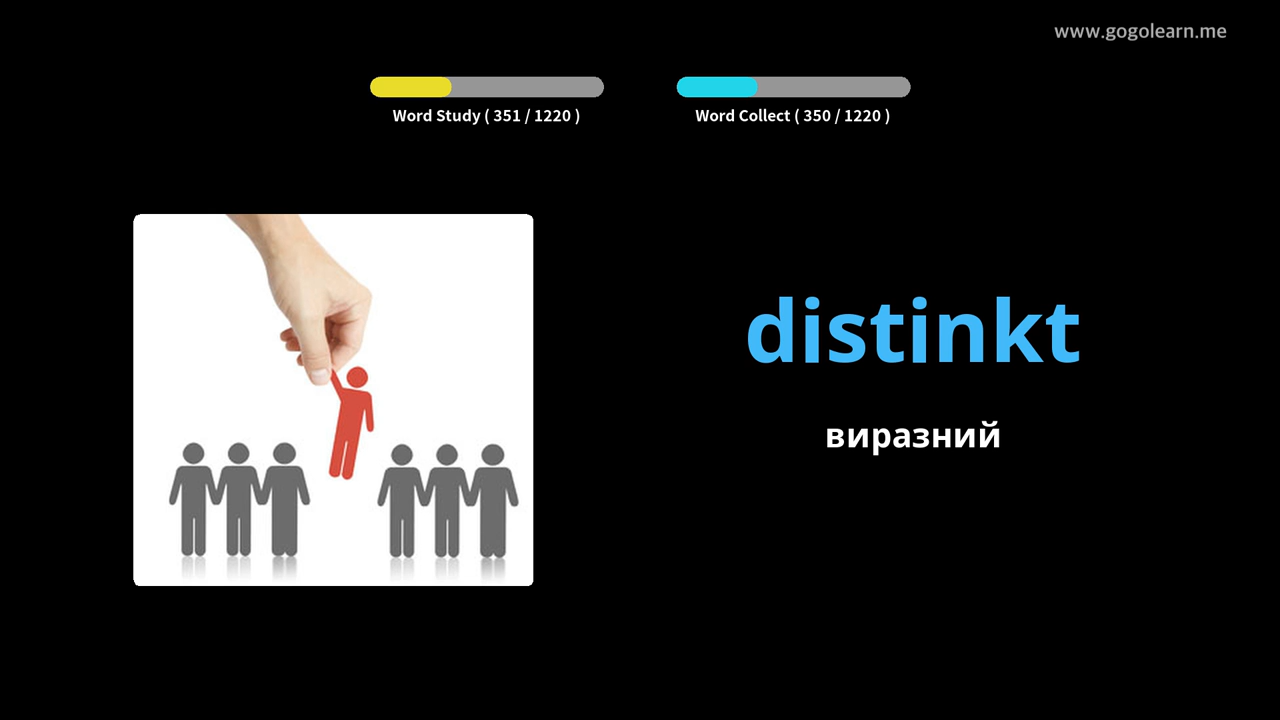 www.gogolearn.me
Word Study ( 351 / 1220 )
Word Collect ( 350 / 1220 )
distinkt
виразний